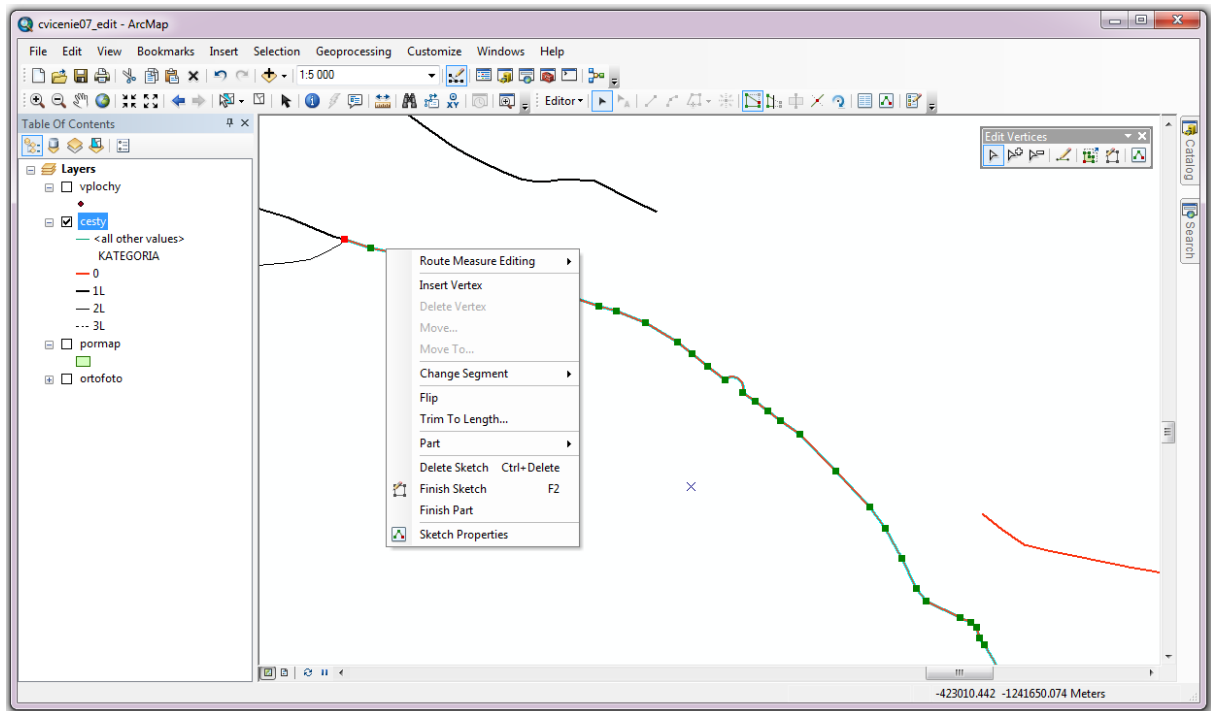 cvicenie07_edit - ArcMap
File Edit View Bookmarks Insert Selection Geoprocessing Customize Windows Help
1:5 000
Editor
Table Of Contents
Layers
vplochy
cesty
<all other values>
KATEGORIA
0
1L
2L
3L
pormap
ortofoto
Edit Vertices
Catalog
Search
Route Measure Editing
Insert Vertex
Delete Vertex
Move...
Move To...
Change Segment
Flip
Trim To Length...
Part
Delete Sketch Ctrl+Delete
Finish Sketch F2
Finish Part
Sketch Properties
-423010.442 -1241650.074 Meters